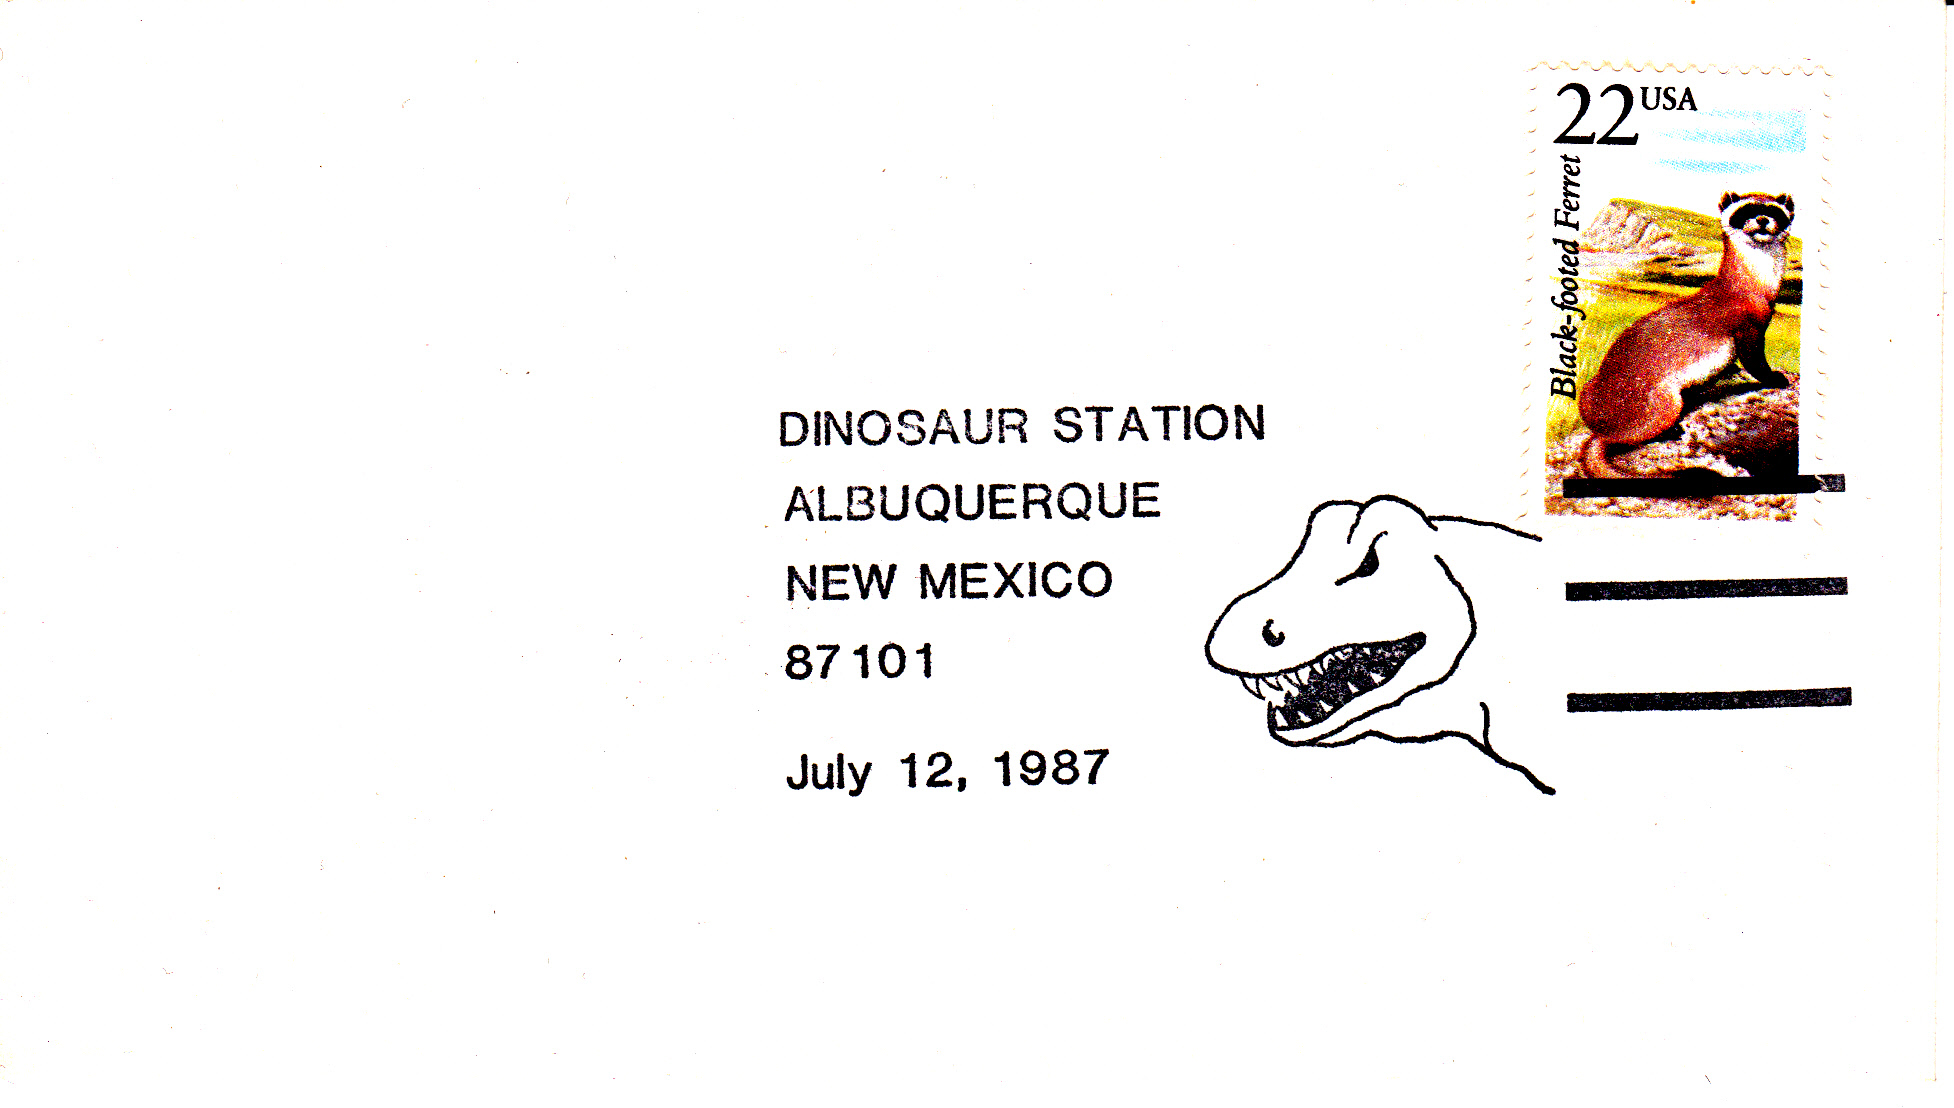 22 USA
Black-footed Ferret
DINOSAUR STATION
ALBUQUERQUE
NEW MEXICO
87101
July 12, 1987